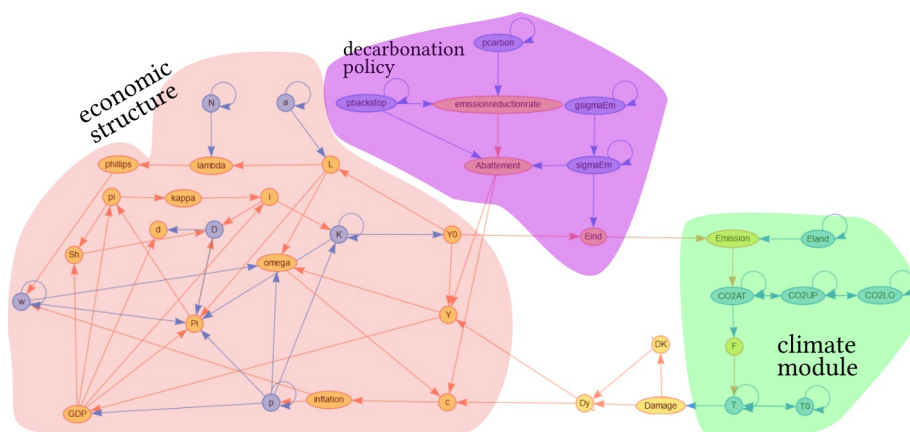 economic
structure
decarbonation
policy
pcarbon
pbackstop
emissionreductionrate
gsigmaEm
Abattement
sigmaEm
Eind
N
a
phillips
lambda
L
pi
kappa
I
d
D
K
Y0
Sh
omega
w
Pi
Y
GDP
p
inflation
c
Dy
DK
Damage
Emission
Eland
CO2AT
CO2UP
CO2LO
F
climate
module
T
T0